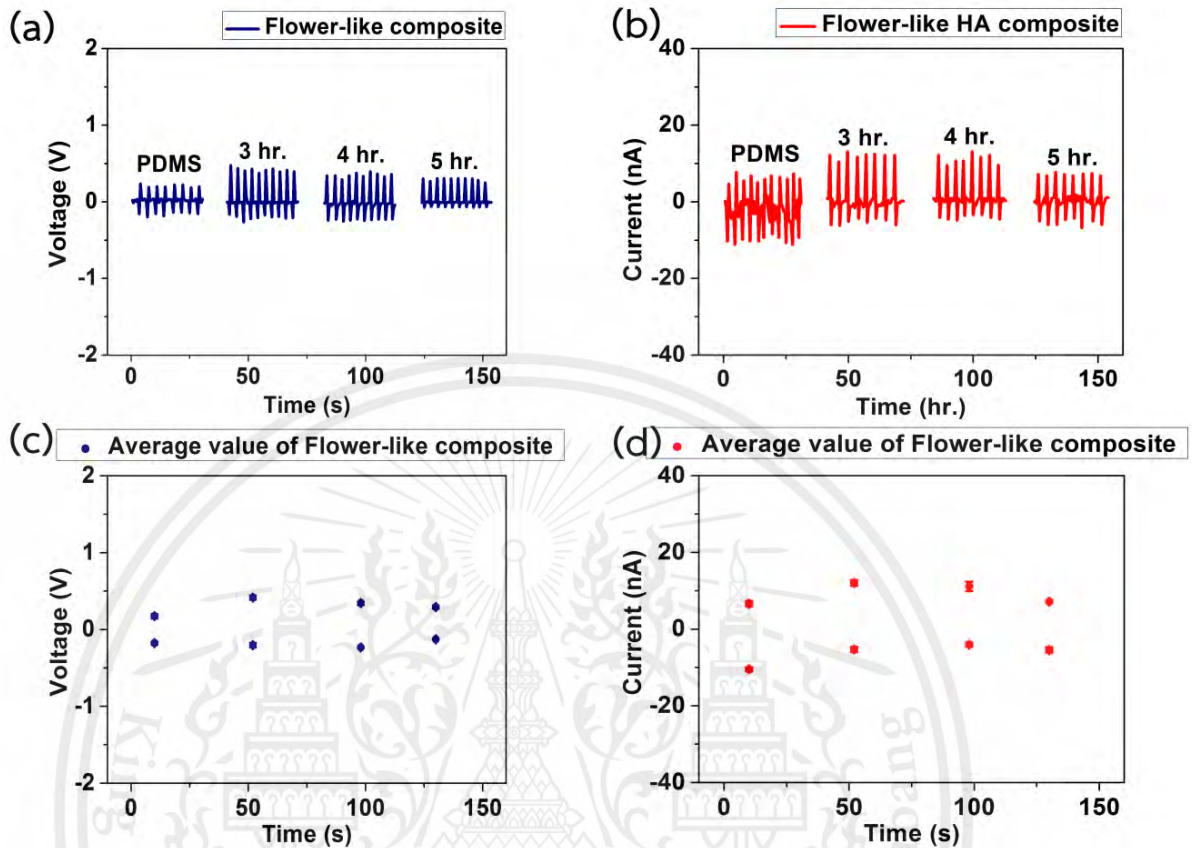 (a)
Flower-like composite
2
1
0
-1
-2
Voltage (V)
PDMS
3 hr.
4 hr.
5 hr.
0
50
100
150
Time (s)
(b)
Flower-like HA composite
40
20
0
-20
-40
Current (nA)
PDMS
3 hr.
4 hr.
5 hr.
0
50
100
150
Time (hr.)
(c)
Average value of Flower-like composite
2
1
0
-1
-2
Voltage (V)
0
50
100
150
Time (s)
(d)
Average value of Flower-like composite
40
20
0
-20
-40
Current (nA)
0
50
100
150
Time (s)
King